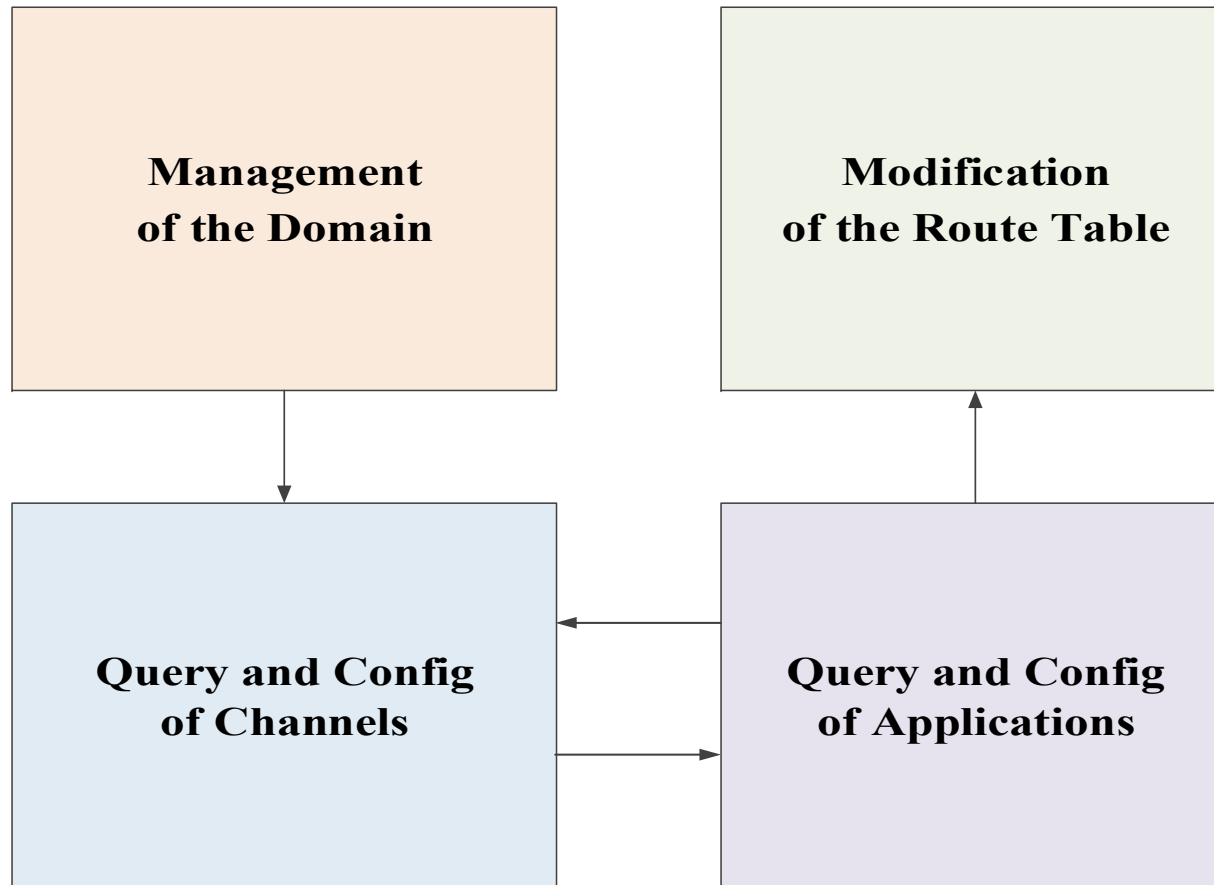 Management
of the Domain
Modification
of the Route Table
Query and Config
of Channels
Query and Config
of Applications